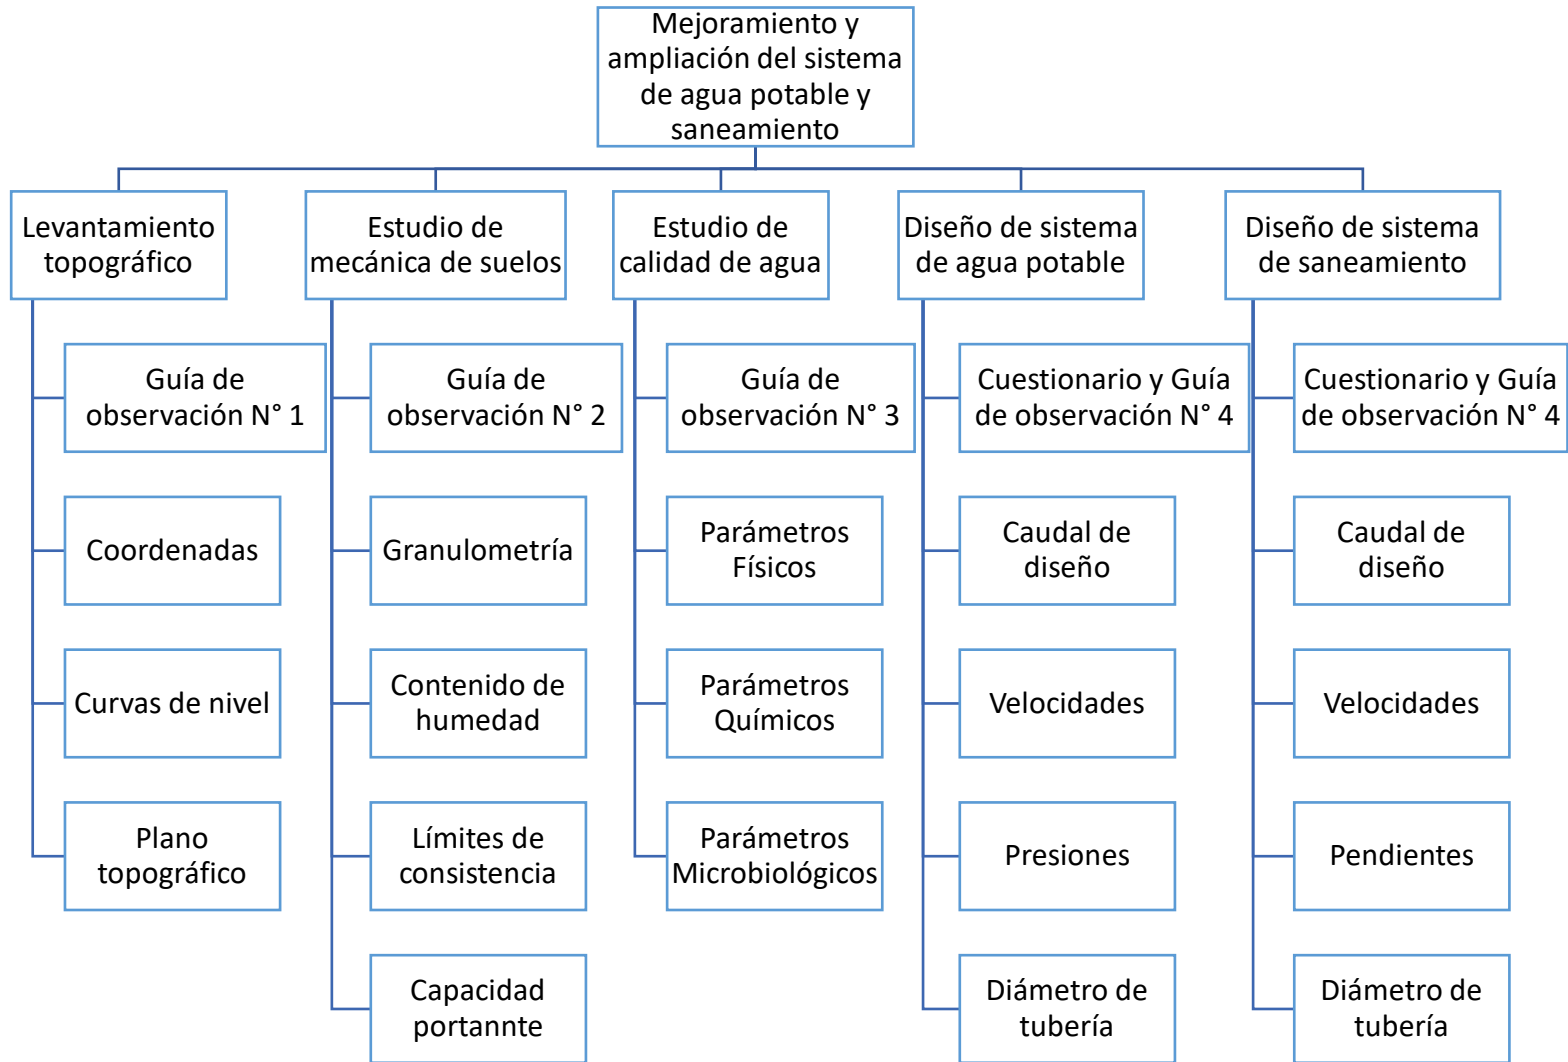 Mejoramiento y
ampliación del sistema
de agua potable y
saneamiento
Levantamiento
topográfico
Guía de
observación N° 1
Coordenadas
Curvas de nivel
Plano
topográfico
Estudio de
mecánica de suelos
Guía de
observación N° 2
Granulometría
Contenido de
humedad
Límites de
consistencia
Capacidad
portannte
Estudio de
calidad de agua
Guía de
observación N° 3
Parámetros
Físicos
Parámetros
Químicos
Parámetros
Microbiológicos
Diseño de sistema
de agua potable
Cuestionario y Guía
de observación N° 4
Caudal de
diseño
Velocidades
Presiones
Diámetro de
tubería
Diseño de sistema
de saneamiento
Cuestionario y Guía
de observación N° 4
Caudal de
diseño
Velocidades
Pendientes
Diámetro de
tubería